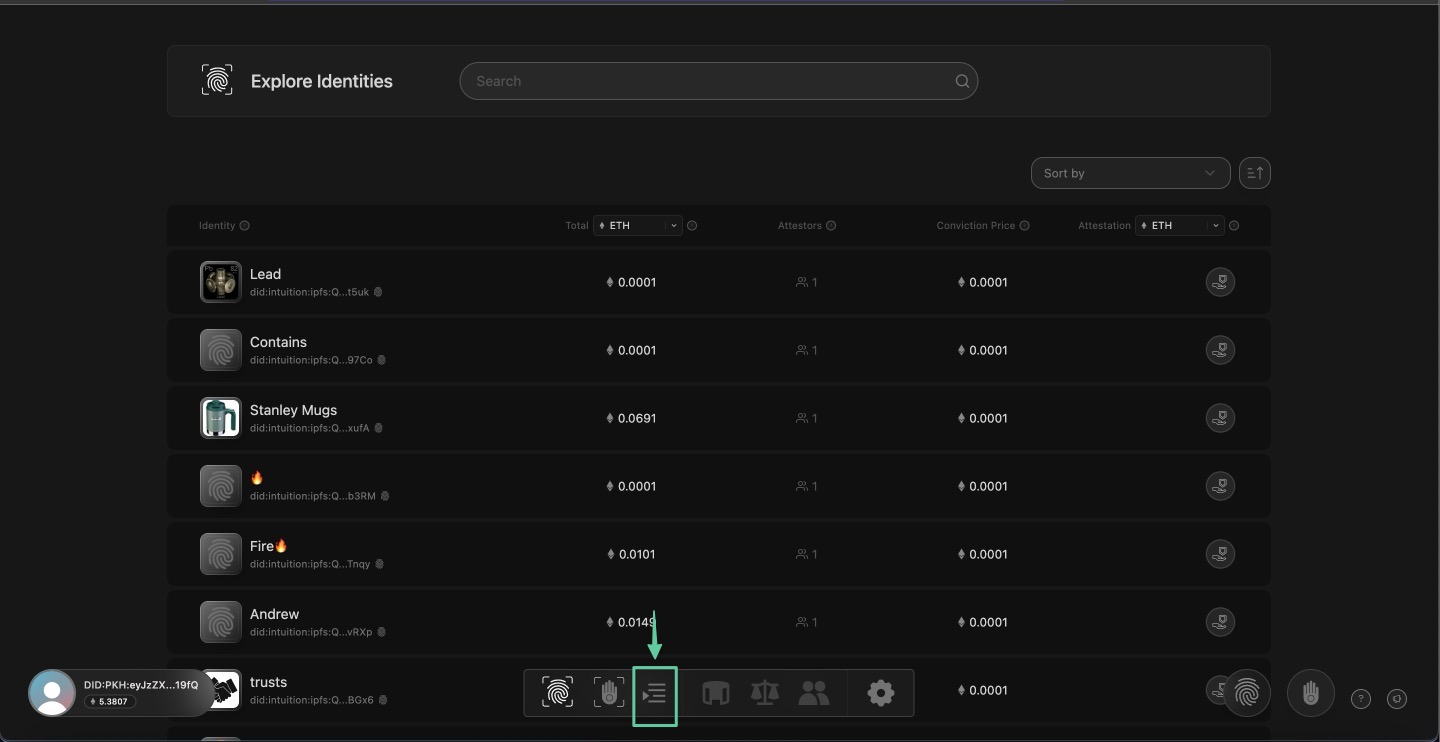 Explore Identities
Search
Sort by
Identity Total ETH Attestors Conviction Price Attestation ETH
Lead
did:intuition:ipfs:Q...t5uk
0.0001 1 0.0001
Contains
did:intuition:ipfs:Q...97Co
0.0001 1 0.0001
Stanley Mugs
did:intuition:ipfs:Q...xufA
0.0691 1 0.0001
🔥
did:intuition:ipfs:Q...b3RM
0.0001 1 0.0001
Fire🔥
did:intuition:ipfs:Q...Tnqy
0.0101 1 0.0001
Andrew
did:intuition:ipfs:Q...vRXp
0.0149 1 0.0001
trusts
...BGx6
0.0001
DID:PKH:eyJzZX...19fQ
5.3807
?